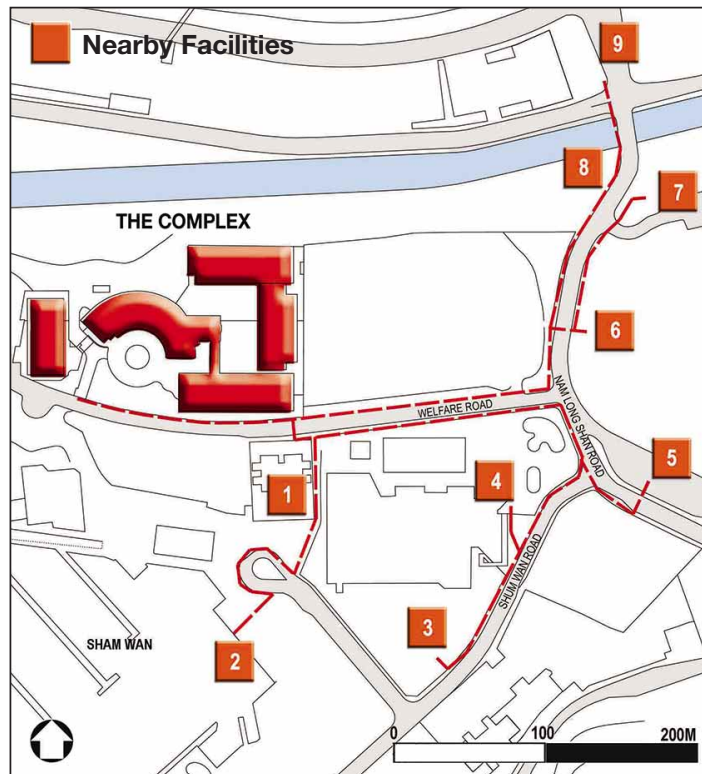 Nearby Facilities
9
8
7
THE COMPLEX
6
WELFARE ROAD
NAM LONG SHAN ROAD
5
4
1
SHUM WAN ROAD
3
SHAM WAN
2
0
100
200M